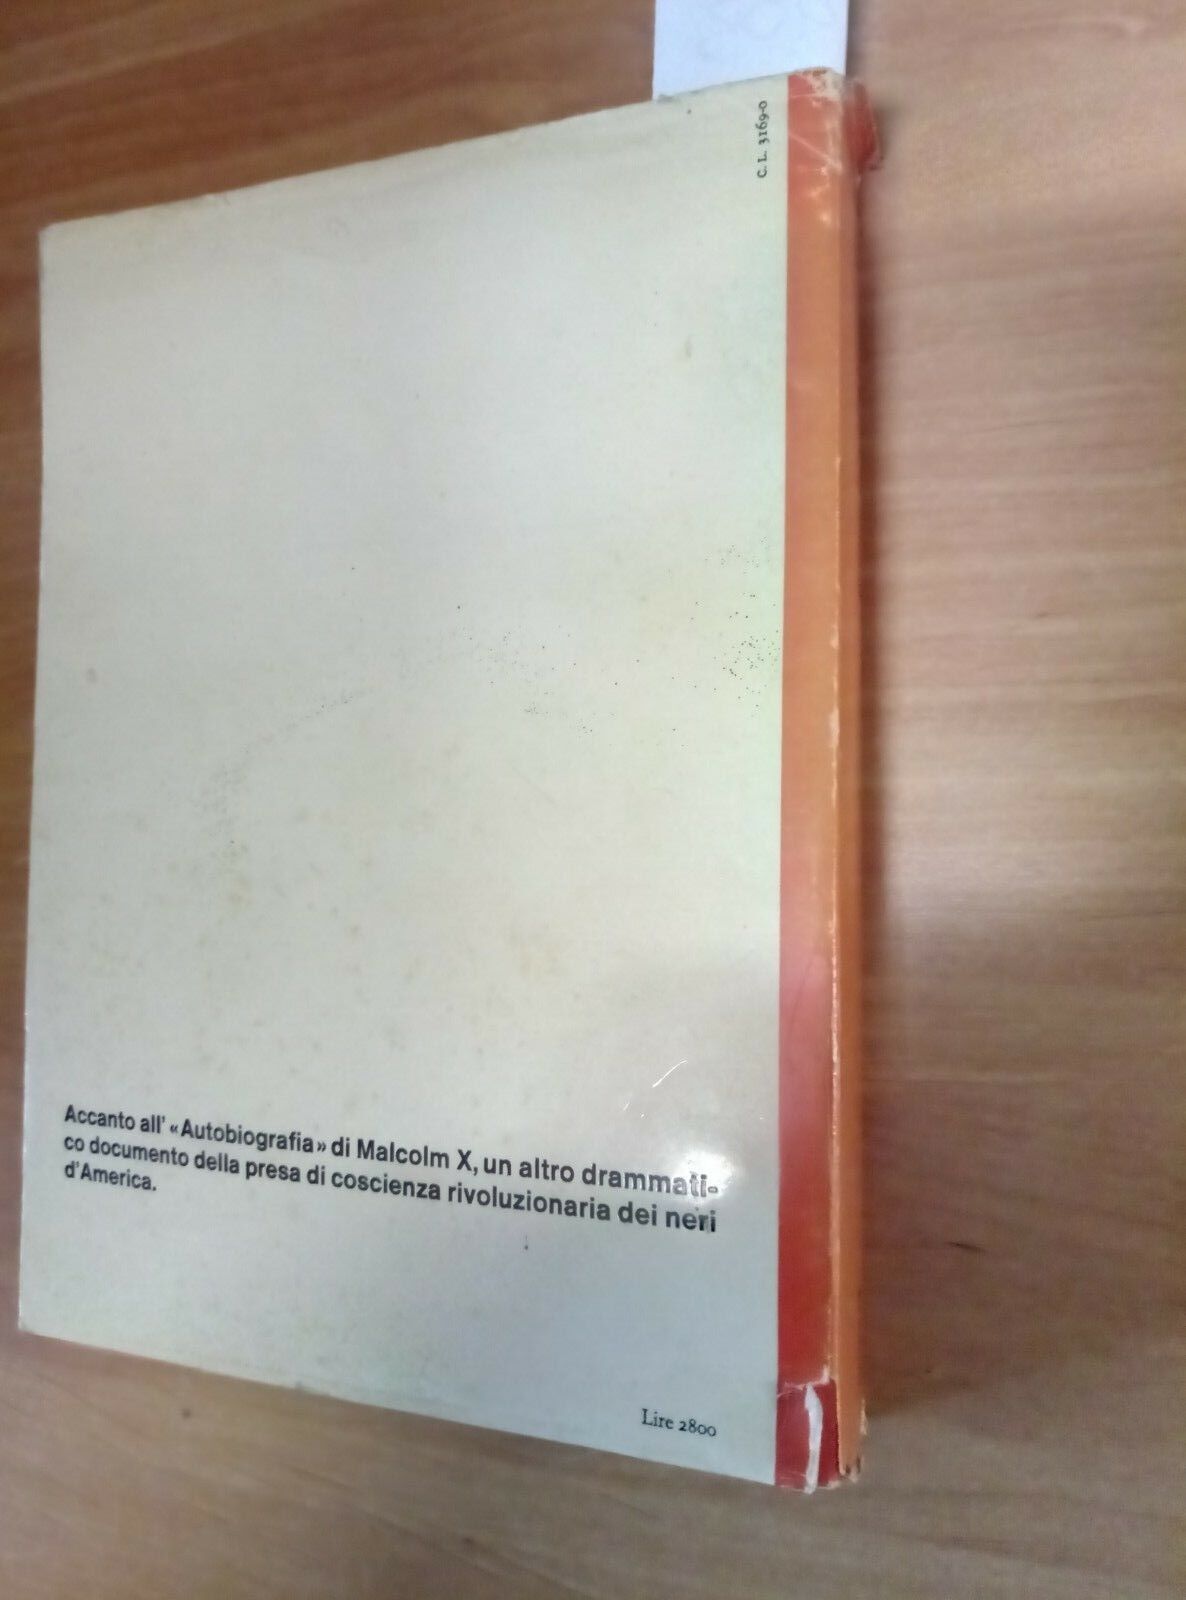 C. L. 3169-0
Accanto all' «Autobiografia» di Malcolm X, un altro drammati-
co documento della presa di coscienza rivoluzionaria dei neri
d'America.
Lire 2800